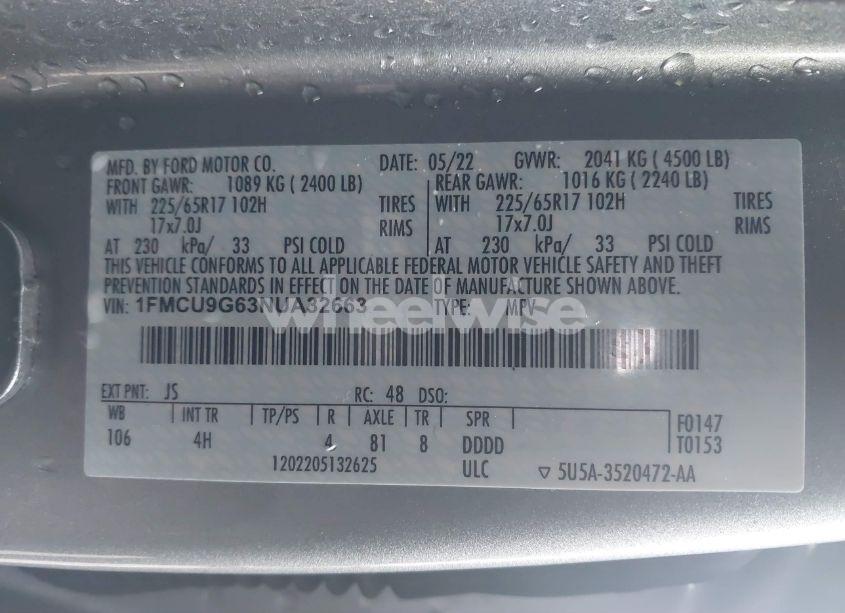 MFD. BY FORD MOTOR CO. DATE: 05/22 GVWR: 2041 KG ( 4500 LB)
FRONT GAWR: 1089 KG ( 2400 LB) REAR GAWR: 1016 KG ( 2240 LB)
WITH 225/65R17 102H TIRES WITH 225/65R17 102H TIRES
17x7.0J RIMS 17x7.0J RIMS
AT 230 kPa/ 33 PSI COLD AT 230 kPa/ 33 PSI COLD
THIS VEHICLE CONFORMS TO ALL APPLICABLE FEDERAL MOTOR VEHICLE SAFETY AND THEFT
PREVENTION STANDARDS IN EFFECT ON THE DATE OF MANUFACTURE SHOWN ABOVE.
VIN: 1FMCU9G63NUA32663 TYPE: MPV
wheelwise
EXT PNT: JS RC: 48 DSO:
WB INT TR TP/PS R AXLE TR SPR F0147
106 4H 4 81 8 DDDD T0153
1202205132625 ULC ▽ 5U5A-3520472-AA